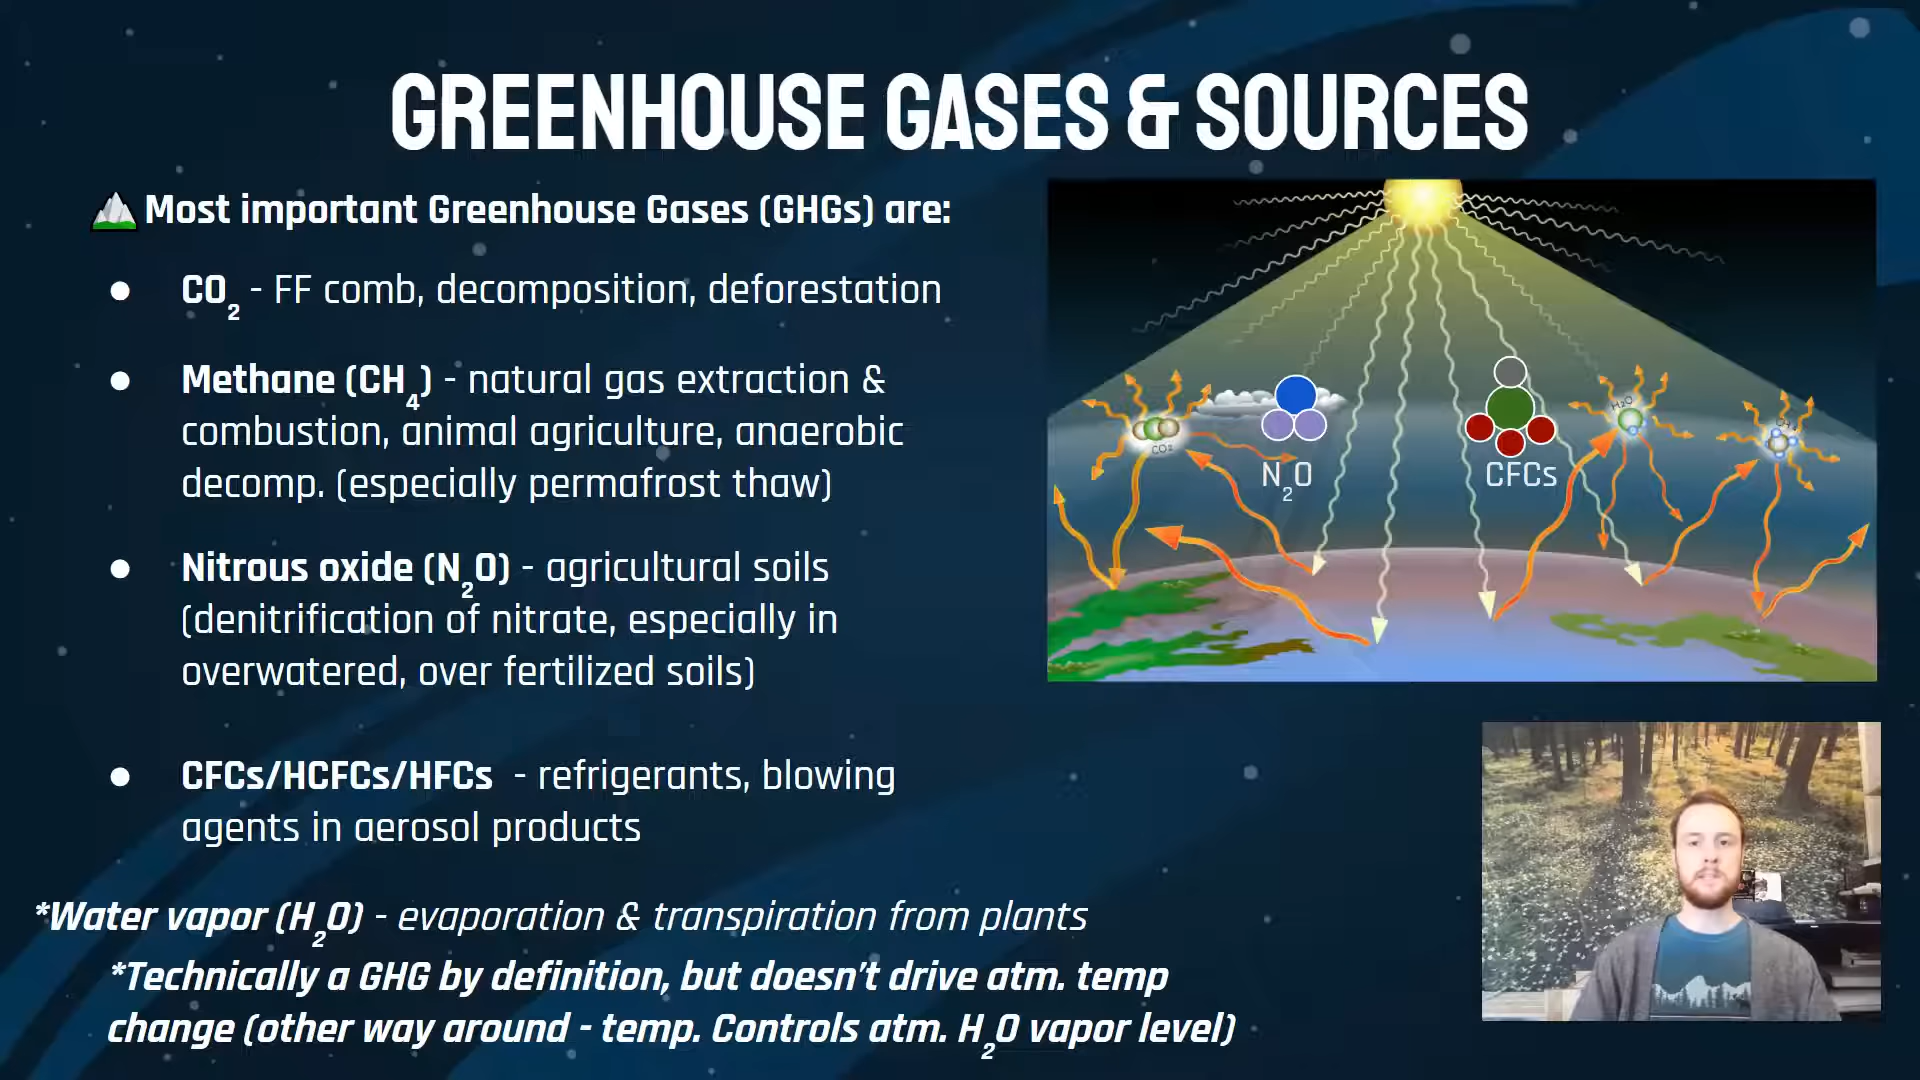 GREENHOUSE GASES & SOURCES
Most important Greenhouse Gases (GHGs) are:
● CO₂ - FF comb, decomposition, deforestation
● Methane (CH₄) - natural gas extraction &
combustion, animal agriculture, anaerobic
decomp. (especially permafrost thaw)
● Nitrous oxide (N₂O) - agricultural soils
(denitrification of nitrate, especially in
overwatered, over fertilized soils)
● CFCs/HCFCs/HFCs - refrigerants, blowing
agents in aerosol products
*Water vapor (H₂O) - evaporation & transpiration from plants
*Technically a GHG by definition, but doesn't drive atm. temp
change (other way around - temp. Controls atm. H₂O vapor level)
CO₂
N₂O
CFCs
H₂O
CH₄